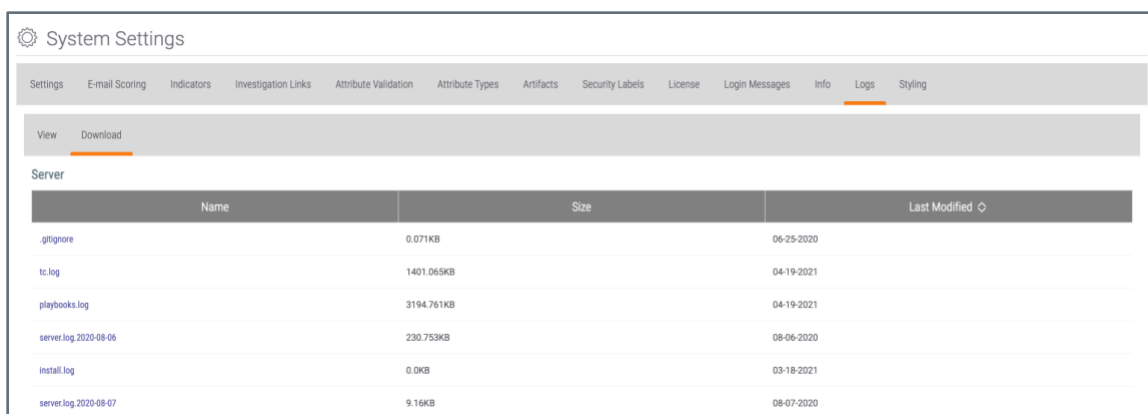 System Settings
Settings E-mail Scoring Indicators Investigation Links Attribute Validation Attribute Types Artifacts Security Labels License Login Messages Info Logs Styling
View Download
Server
Name Size Last Modified
.gitignore 0.071KB 06-25-2020
tc.log 1401.065KB 04-19-2021
playbooks.log 3194.761KB 04-19-2021
server.log.2020-08-06 230.753KB 08-06-2020
install.log 0.0KB 03-18-2021
server.log.2020-08-07 9.16KB 08-07-2020